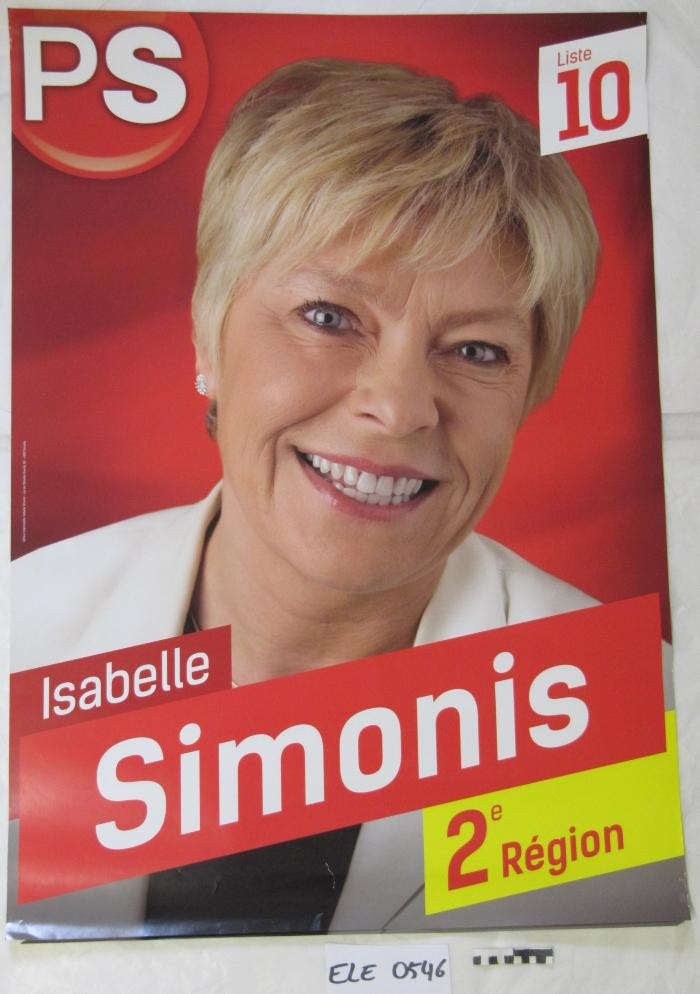 PS
Liste
10
Isabelle
Simonis
2e Région
ELE 0546